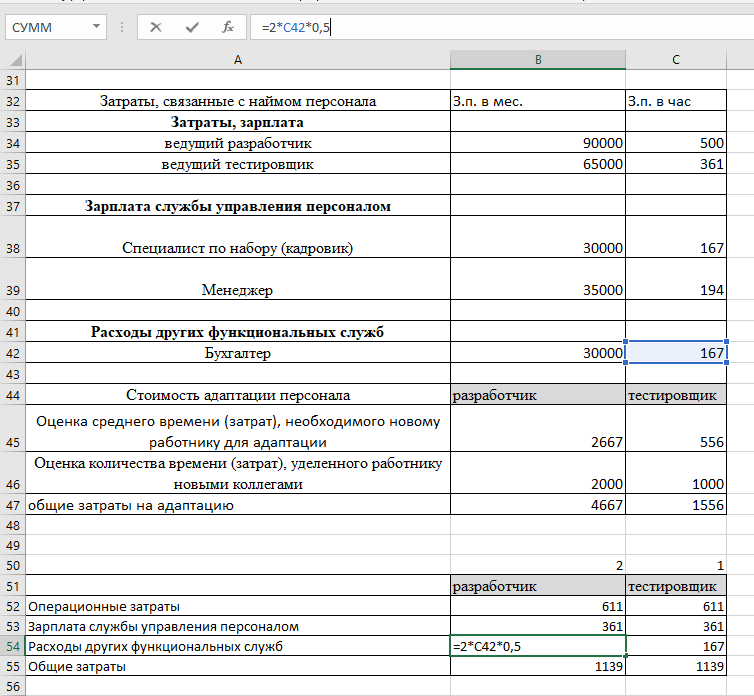 СУММ =2*C42*0,5
A B C
31
32 Затраты, связанные с наймом персонала З.п. в мес. З.п. в час
33 Затраты, зарплата
34 ведущий разработчик 90000 500
35 ведущий тестировщик 65000 361
36
37 Зарплата службы управления персоналом
38 Специалист по набору (кадровик) 30000 167
39 Менеджер 35000 194
40
41 Расходы других функциональных служб
42 Бухгалтер 30000 167
43
44 Стоимость адаптации персонала разработчик тестировщик
Оценка среднего времени (затрат), необходимого новому
45 работнику для адаптации 2667 556
Оценка количества времени (затрат), уделенного работнику
46 новыми коллегами 2000 1000
47 общие затраты на адаптацию 4667 1556
48
49
50 2 1
51 разработчик тестировщик
52 Операционные затраты 611 611
53 Зарплата службы управления персоналом 361 361
54 Расходы других функциональных служб =2*C42*0,5 167
55 Общие затраты 1139 1139
56